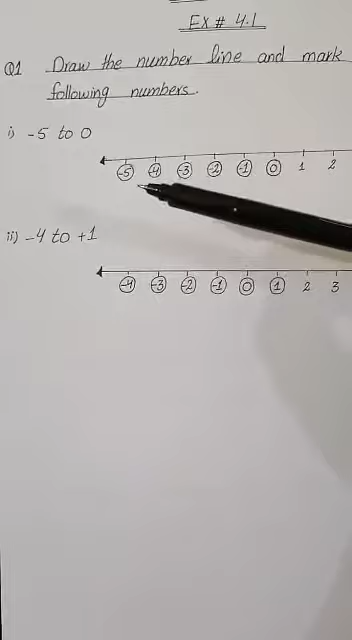 Ex # 4.1
Q1 Draw the number line and mark
following numbers.
i) -5 to 0
-5 -4 -3 -2 -1 0 1 2
ii) -4 to +1
-4 -3 -2 -1 0 1 2 3